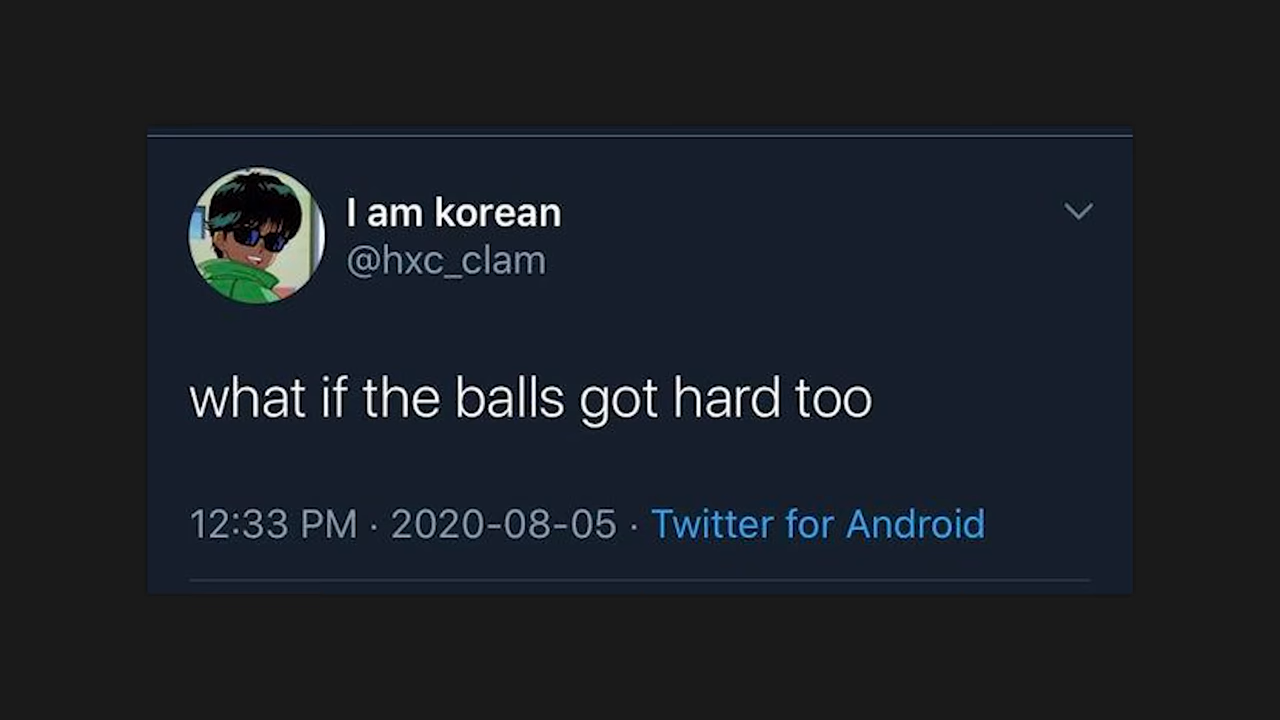 I am korean
@hxc_clam
what if the balls got hard too
12:33 PM · 2020-08-05 · Twitter for Android